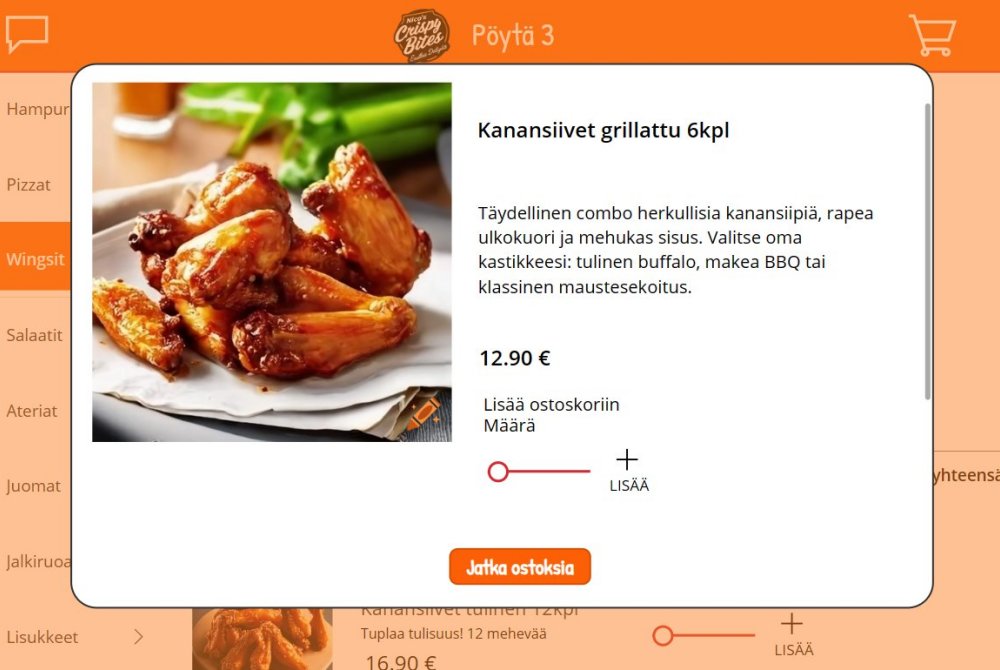 Nico's
Crispy
Bites
Pöytä 3
Hampur
Pizzat
Wingsit
Salaatit
Ateriat
Juomat
Jalkiruoa
Lisukkeet
Kanansiivet grillattu 6kpl
Täydellinen combo herkullisia kanansiipiä, rapea
ulkokuori ja mehukas sisus. Valitse oma
kastikkeesi: tulinen buffalo, makea BBQ tai
klassinen maustesekoitus.
12.90 €
Lisää ostoskoriin
Määrä
LISÄÄ
Jatka ostoksia
yhteensä
Kanansiivet tulinen 12kpl
Tuplaa tulisuus! 12 mehevää
16.90 €
LISÄÄ